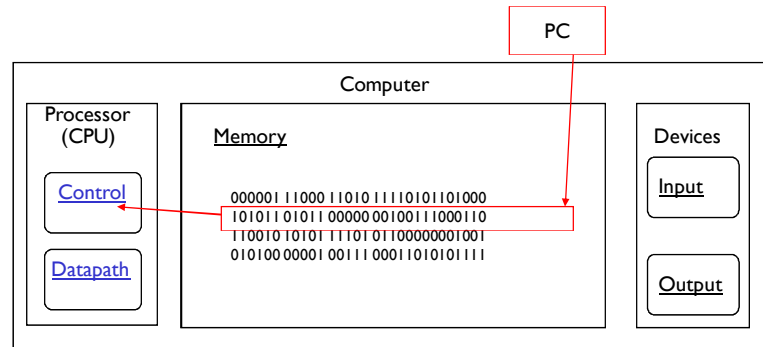 PC
Computer
Processor
(CPU)
Control
Datapath
Memory
000001 11000 11010 11110101101000
101011 01011 00000 00100111000110
110010 10101 11101 01100000001001
010100 00001 00111 00011010101111
Devices
Input
Output